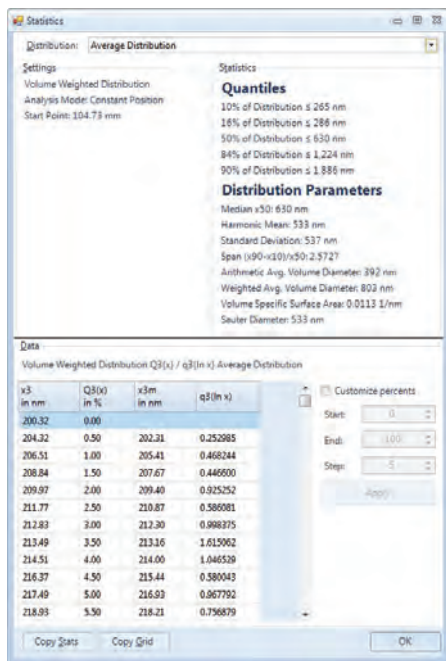 Statistics
Distribution: Average Distribution
Settings
Volume Weighted Distribution
Analysis Mode: Constant Position
Start Point: 104.73 mm
Statistics
Quantiles
10% of Distribution ≤ 265 nm
16% of Distribution ≤ 286 nm
50% of Distribution ≤ 630 nm
84% of Distribution ≤ 1,224 nm
90% of Distribution ≤ 1,886 nm
Distribution Parameters
Median x50: 630 nm
Harmonic Mean: 533 nm
Standard Deviation: 537 nm
Span (x90-x10)/x50: 2.5727
Arithmetic Avg. Volume Diameter: 392 nm
Weighted Avg. Volume Diameter: 803 nm
Volume Specific Surface Area: 0.0113 1/nm
Sauter Diameter: 533 nm
Data
Volume Weighted Distribution Q3(x) / q3(ln x) Average Distribution
x3 in nm Q3(x) in % x3m in nm q3(ln x)
200.32 0.00
204.32 0.50 202.31 0.252985
206.51 1.00 205.41 0.468244
208.84 1.50 207.67 0.446600
209.97 2.00 209.40 0.925252
211.77 2.50 210.87 0.586081
212.83 3.00 212.30 0.998375
213.49 3.50 213.16 1.615062
214.51 4.00 214.00 1.046529
216.37 4.50 215.44 0.580043
217.49 5.00 216.93 0.967792
218.93 5.50 218.21 0.756879
Customize percents
Start: 0
End: 100
Step: 5
Apply
Copy Stats
Copy Grid
OK